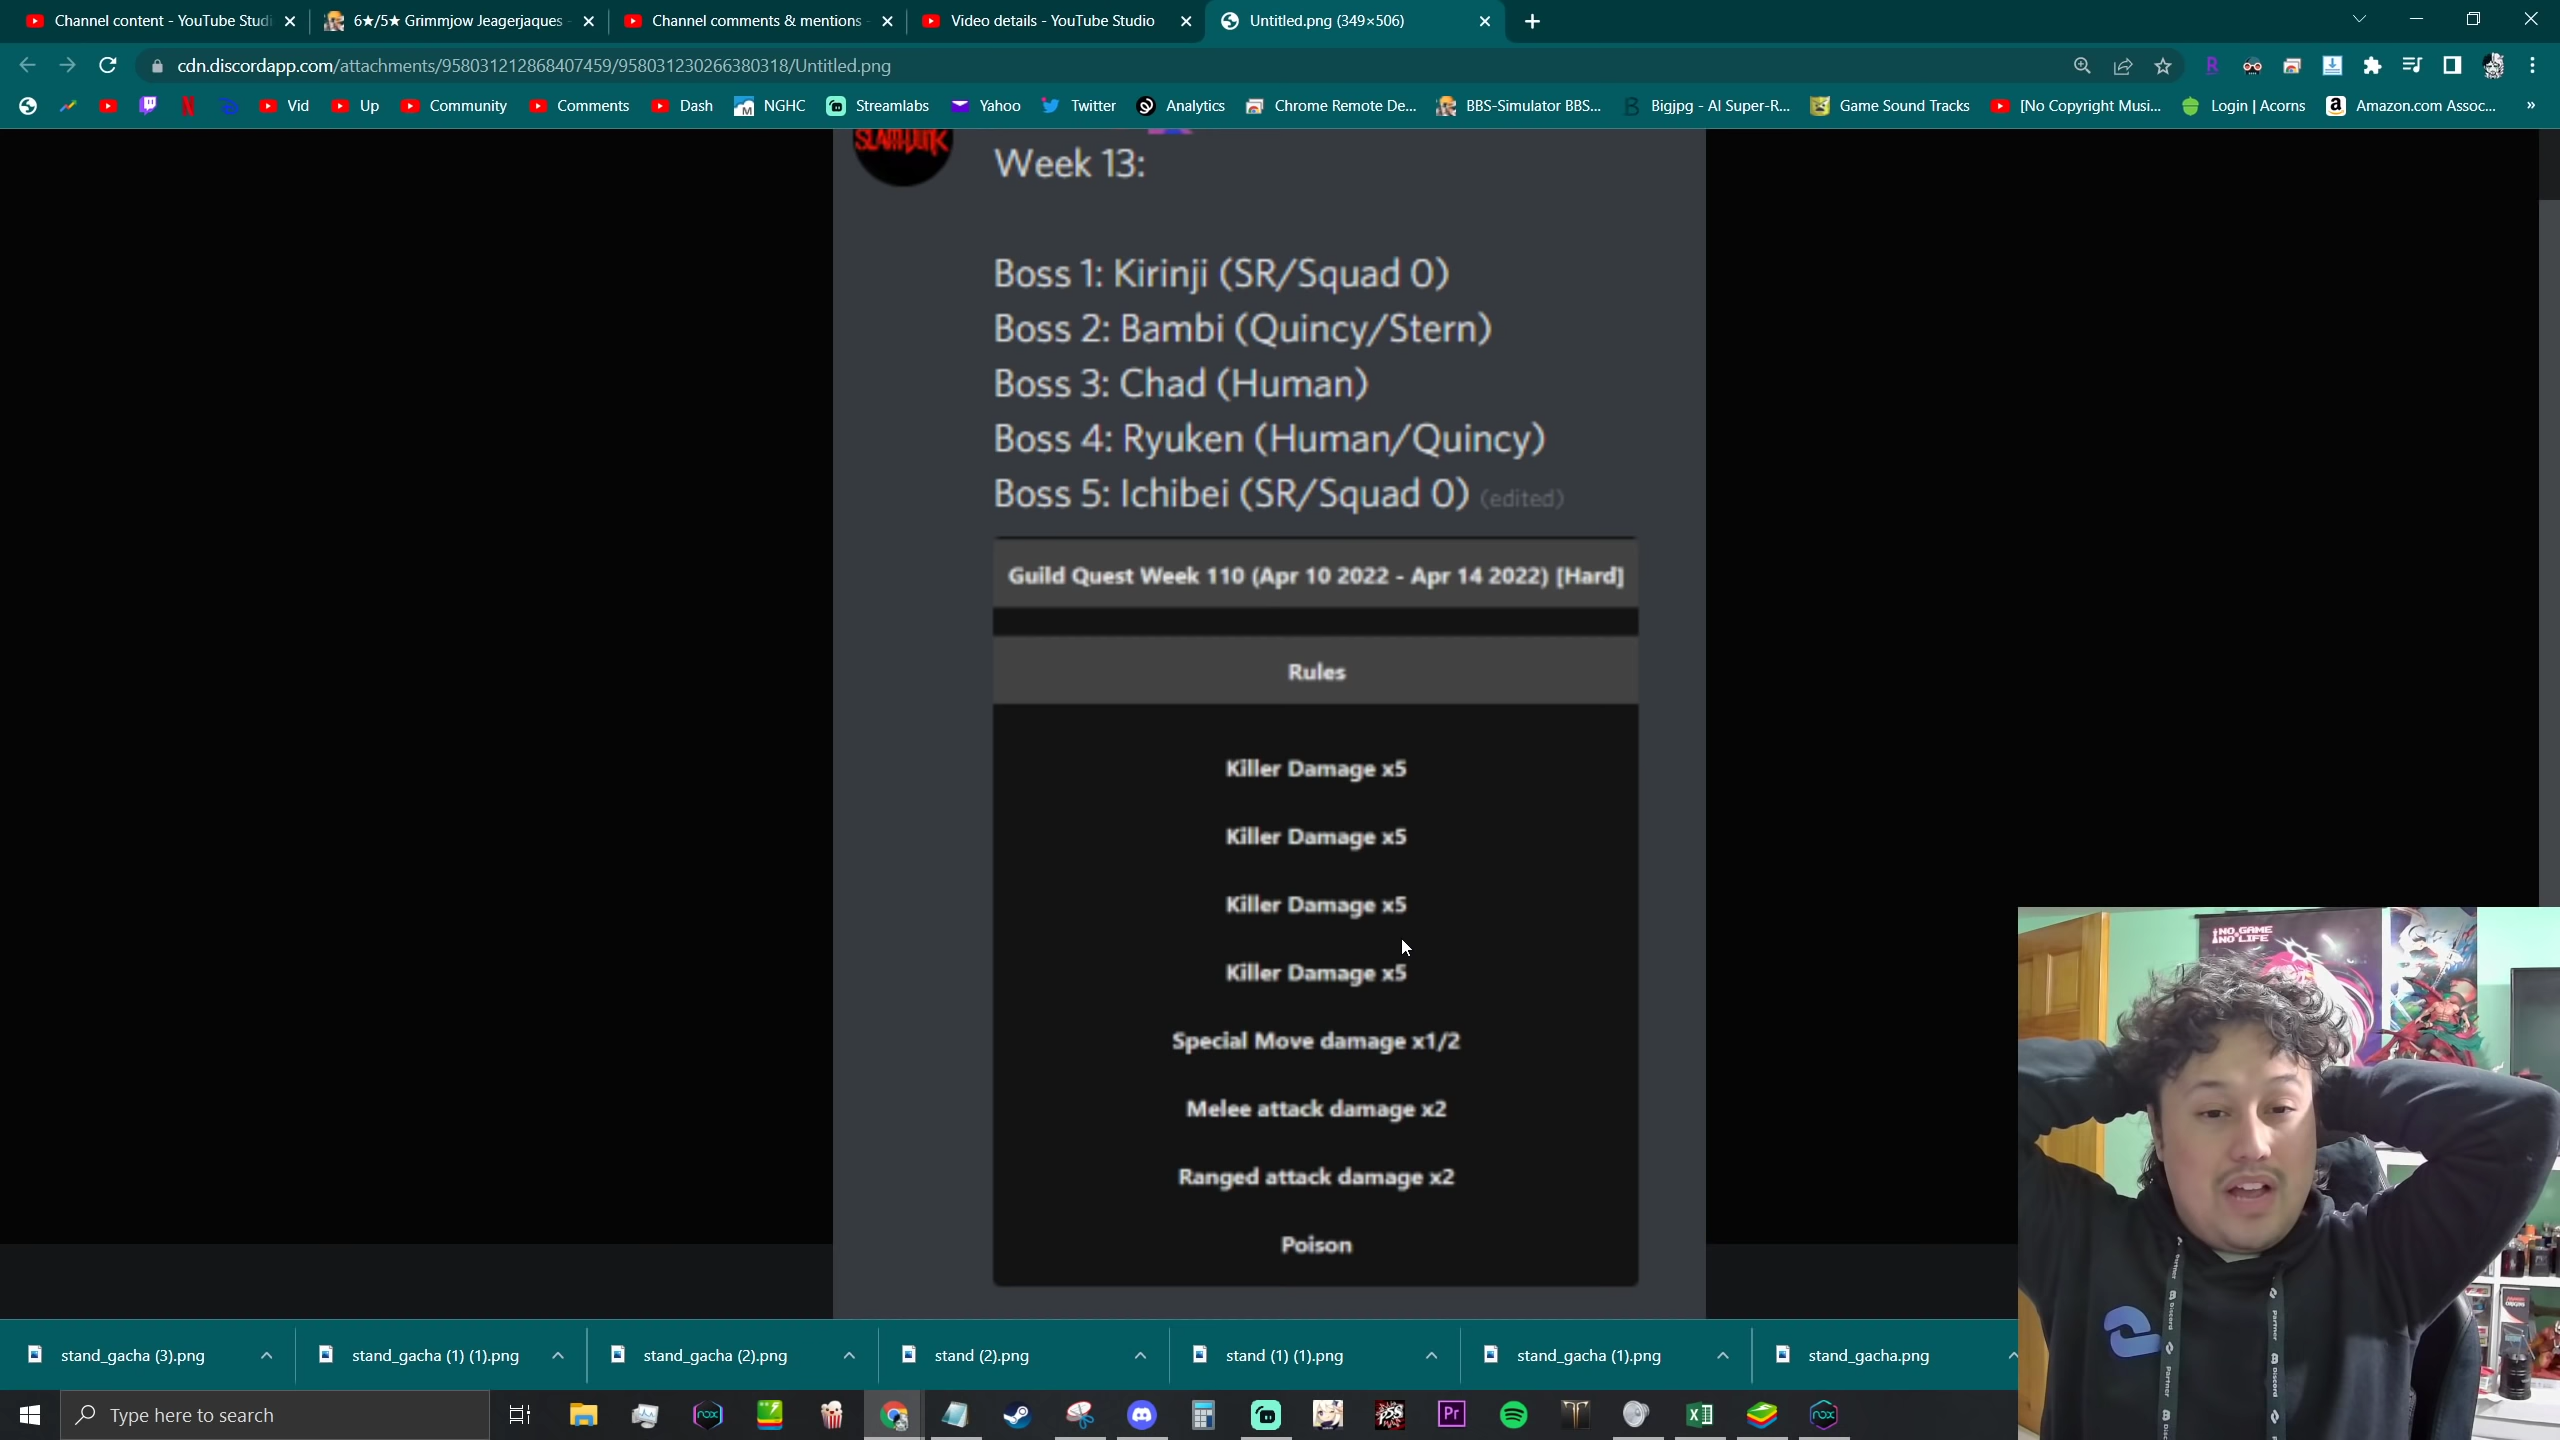 Channel content - YouTube Studi
6★/5★ Grimmjow Jeagerjaques -
Channel comments & mentions -
Video details - YouTube Studio
Untitled.png (349×506)
cdn.discordapp.com/attachments/958031212868407459/958031230266380318/Untitled.png
Vid
Up
Community
Comments
Dash
NGHC
Streamlabs
Yahoo
Twitter
Analytics
Chrome Remote De...
BBS-Simulator BBS...
Bigjpg - AI Super-R...
Game Sound Tracks
[No Copyright Musi...
Login | Acorns
Amazon.com Assoc...
»
SLAM DUNK
Week 13:
Boss 1: Kirinji (SR/Squad 0)
Boss 2: Bambi (Quincy/Stern)
Boss 3: Chad (Human)
Boss 4: Ryuken (Human/Quincy)
Boss 5: Ichibei (SR/Squad 0) (edited)
Guild Quest Week 110 (Apr 10 2022 - Apr 14 2022) [Hard]
Rules
Killer Damage x5
Killer Damage x5
Killer Damage x5
Killer Damage x5
Special Move damage x1/2
Melee attack damage x2
Ranged attack damage x2
Poison
NO GAME
NO LIFE
stand_gacha (3).png
stand_gacha (1) (1).png
stand_gacha (2).png
stand (2).png
stand (1) (1).png
stand_gacha (1).png
stand_gacha.png
Type here to search
nox
Pr
nox